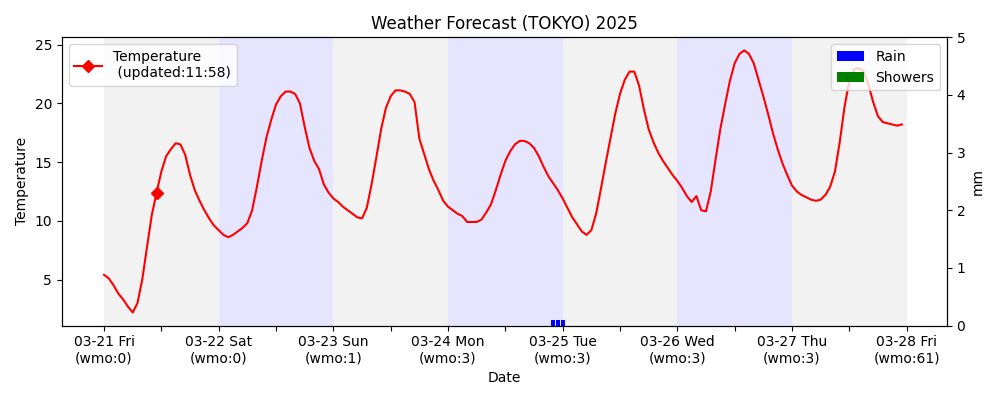 Weather Forecast (TOKYO) 2025
Temperature
(updated:11:58)
Rain
Showers
Temperature
25
20
15
10
5
5
4
3
2
1
0
mm
03-21 Fri
(wmo:0)
03-22 Sat
(wmo:0)
03-23 Sun
(wmo:1)
03-24 Mon
(wmo:3)
03-25 Tue
(wmo:3)
03-26 Wed
(wmo:3)
03-27 Thu
(wmo:3)
03-28 Fri
(wmo:61)
Date